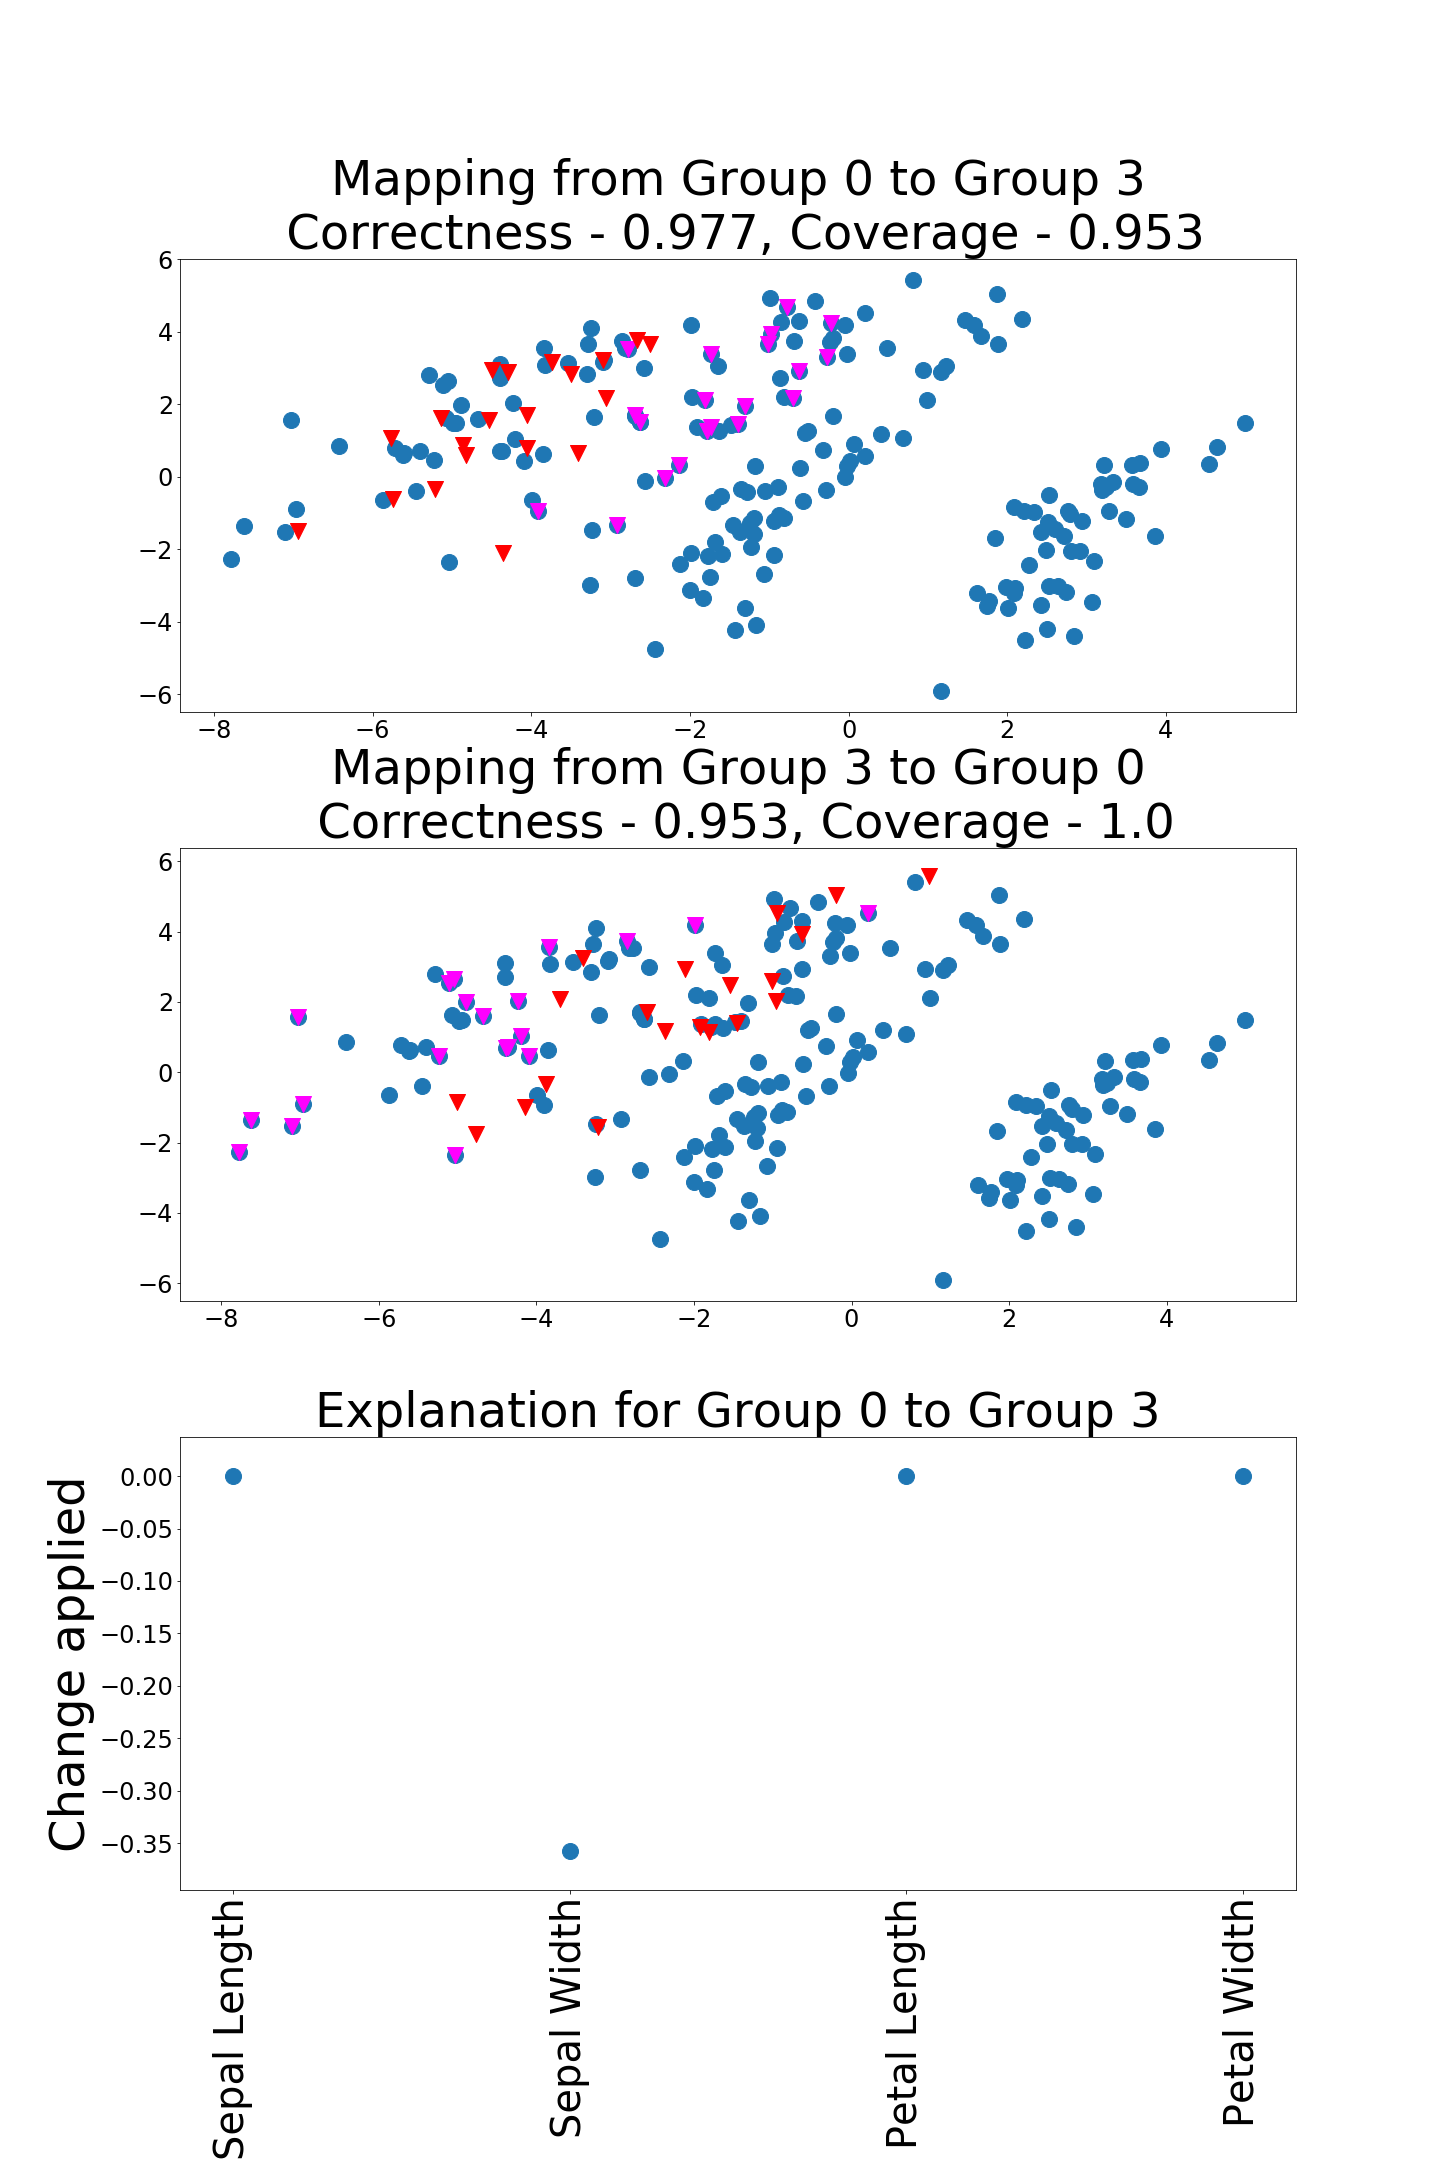 Mapping from Group 0 to Group 3
Correctness - 0.977, Coverage - 0.953
6
4
2
0
−2
−4
−6
−8 −6 −4 −2 0 2 4
Mapping from Group 3 to Group 0
Correctness - 0.953, Coverage - 1.0
6
4
2
0
−2
−4
−6
−8 −6 −4 −2 0 2 4
Explanation for Group 0 to Group 3
Change applied
0.00
−0.05
−0.10
−0.15
−0.20
−0.25
−0.30
−0.35
Sepal Length
Sepal Width
Petal Length
Petal Width